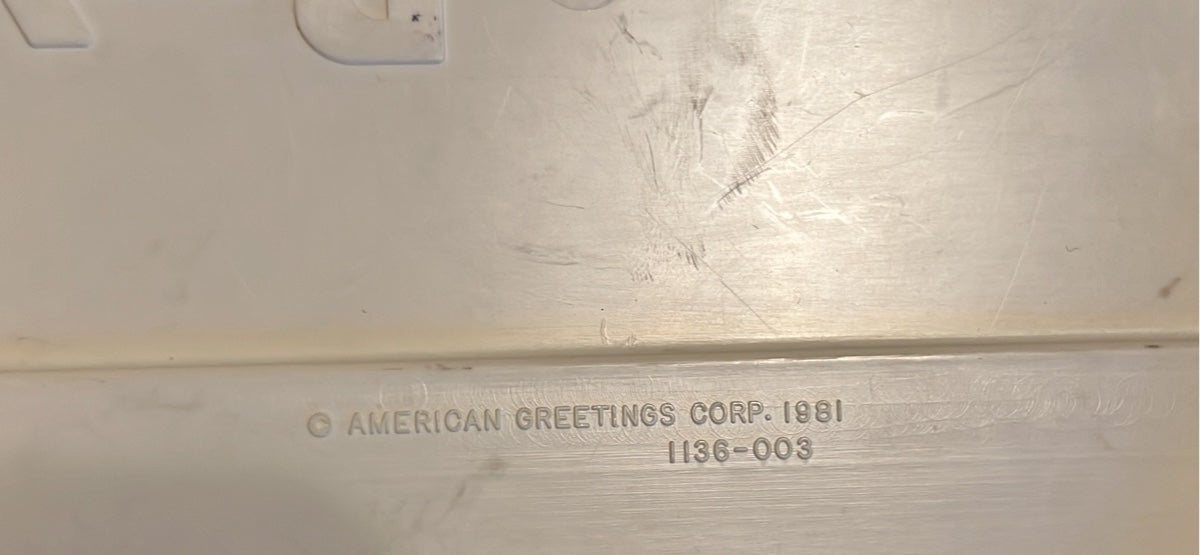 © AMERICAN GREETINGS CORP. 1981
1136-003